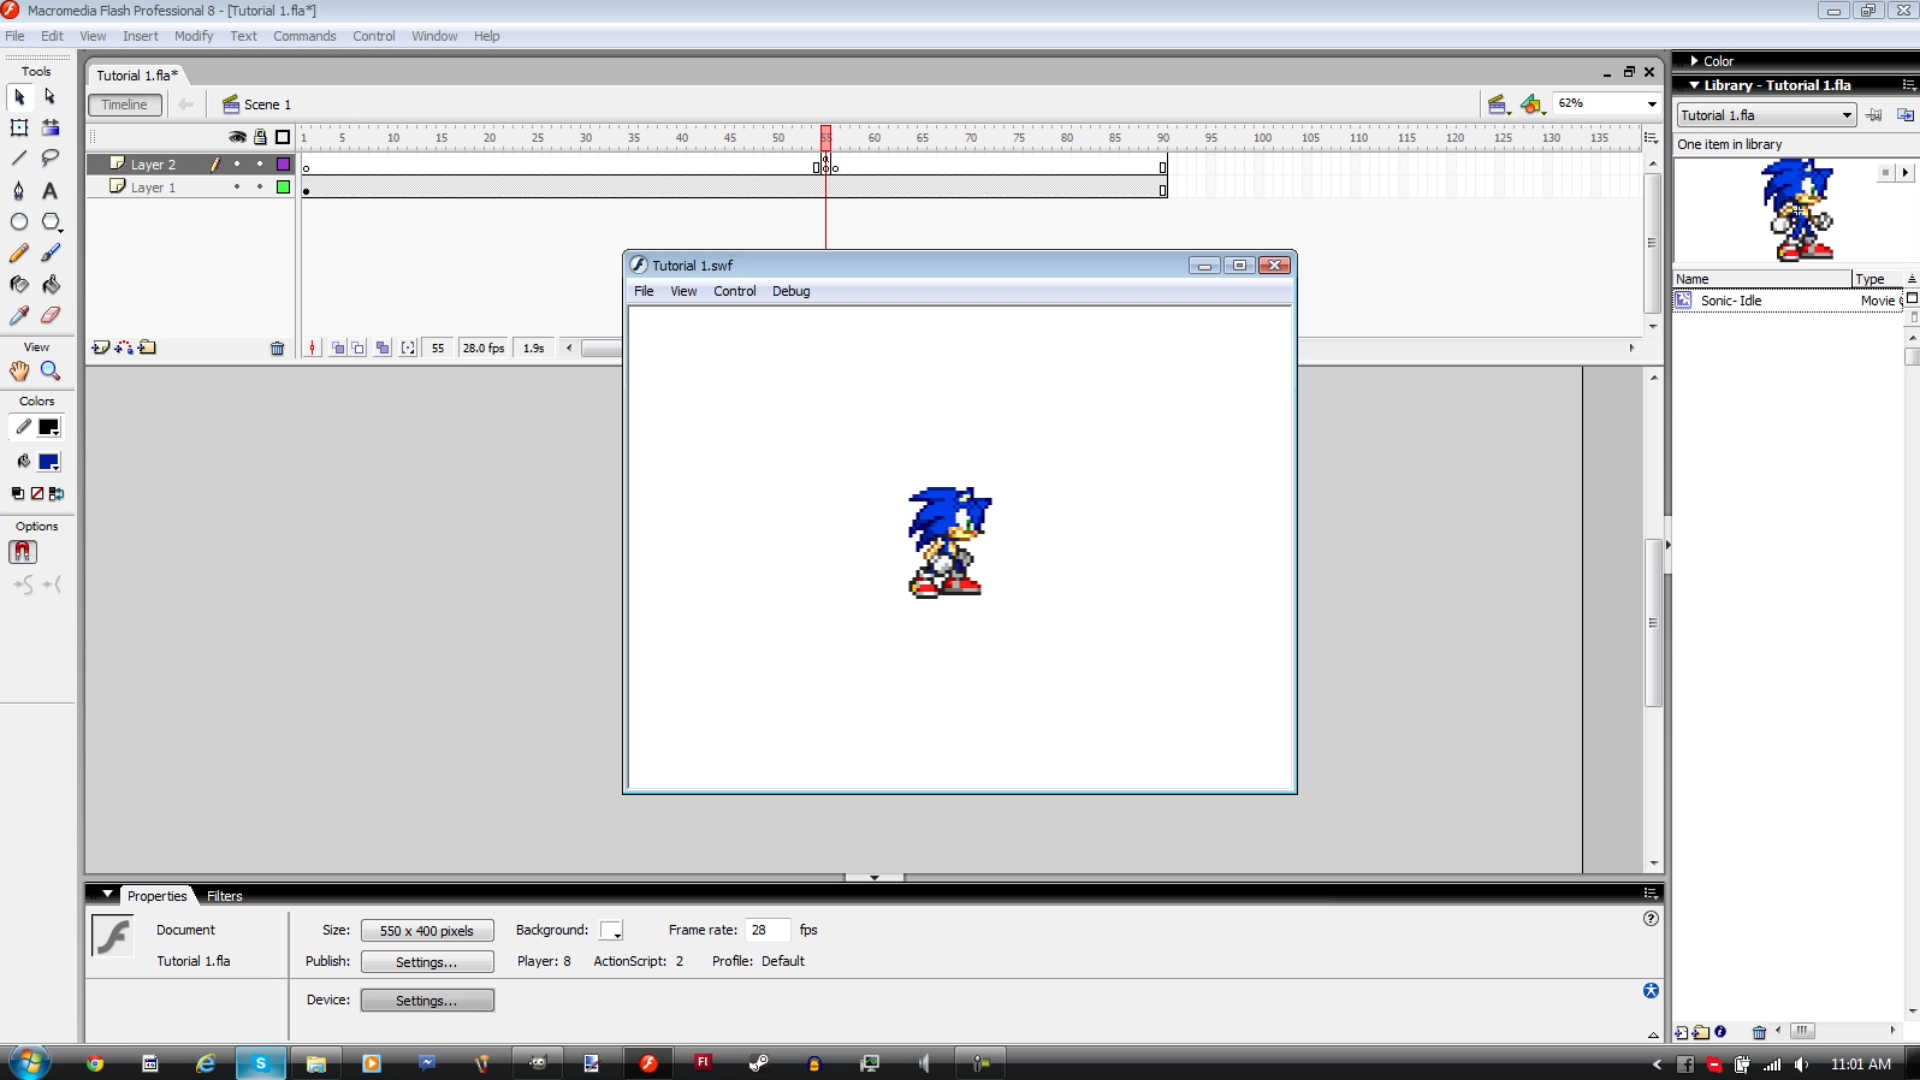 Macromedia Flash Professional 8 - [Tutorial 1.fla*]
File Edit View Insert Modify Text Commands Control Window Help
Tools
Tutorial 1.fla*
Timeline
Scene 1
62%
1 5 10 15 20 25 30 35 40 45 50 55 60 65 70 75 80 85 90 95 100 105 110 115 120 125 130 135
Layer 2
Layer 1
55 28.0 fps 1.9s
View
Colors
Options
Tutorial 1.swf
File View Control Debug
Color
Library - Tutorial 1.fla
Tutorial 1.fla
One item in library
Name Type
Sonic- Idle Movie
Properties Filters
Document
Tutorial 1.fla
Size: 550 x 400 pixels Background: Frame rate: 28 fps
Publish: Settings... Player: 8 ActionScript: 2 Profile: Default
Device: Settings...
11:01 AM